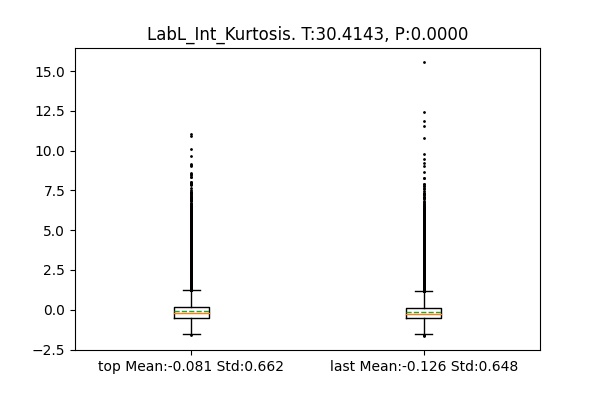 LabL_Int_Kurtosis. T:30.4143, P:0.0000
15.0
12.5
10.0
7.5
5.0
2.5
0.0
−2.5
top Mean:-0.081 Std:0.662
last Mean:-0.126 Std:0.648